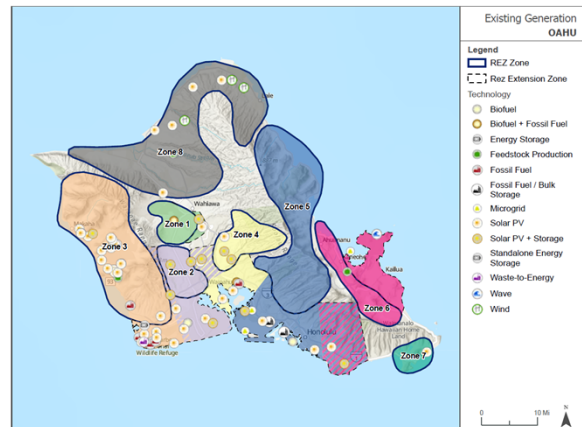 Existing Generation
OAHU
Legend
REZ Zone
Rez Extension Zone
Technology
Biofuel
Biofuel + Fossil Fuel
Energy Storage
Feedstock Production
Fossil Fuel
Fossil Fuel / Bulk
Storage
Microgrid
Solar PV
Solar PV + Storage
Standalone Energy
Storage
Waste-to-Energy
Wave
Wind
0 10 Mi
N
Zone 8
Wahiawa
Zone 1
Zone 5
Zone 4
Zone 3
Zone 2
Kailua
Zone 6
Honolulu
Zone 7
Wildlife Refuge